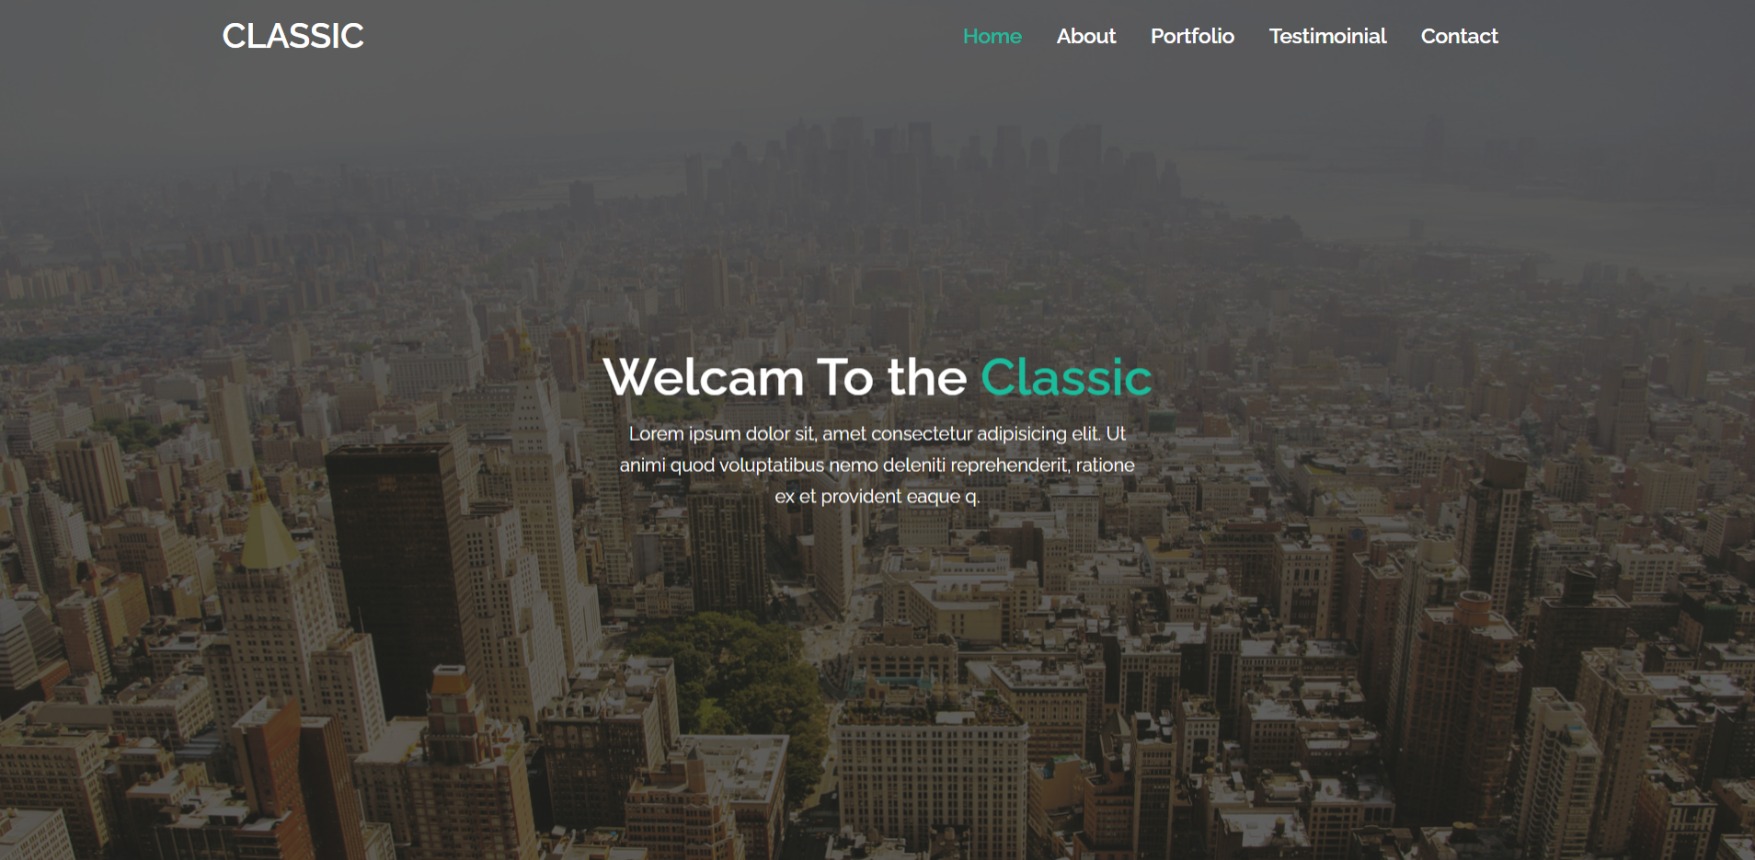 CLASSIC
Home About Portfolio Testimoinial Contact
Welcam To the Classic
Lorem ipsum dolor sit, amet consectetur adipisicing elit. Ut
animi quod voluptatibus nemo deleniti reprehenderit, ratione
ex et provident eaque q.